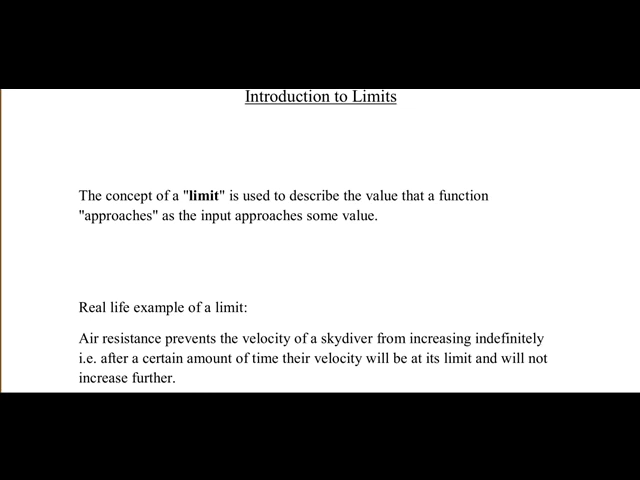 Introduction to Limits
The concept of a "limit" is used to describe the value that a function
"approaches" as the input approaches some value.
Real life example of a limit:
Air resistance prevents the velocity of a skydiver from increasing indefinitely
i.e. after a certain amount of time their velocity will be at its limit and will not
increase further.